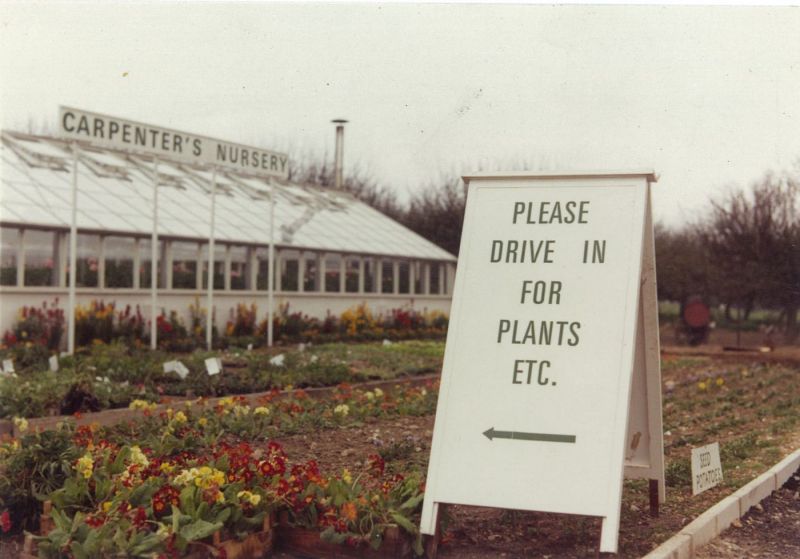 CARPENTER'S NURSERY
PLEASE
DRIVE IN
FOR
PLANTS
ETC.
SEED
POTATOES